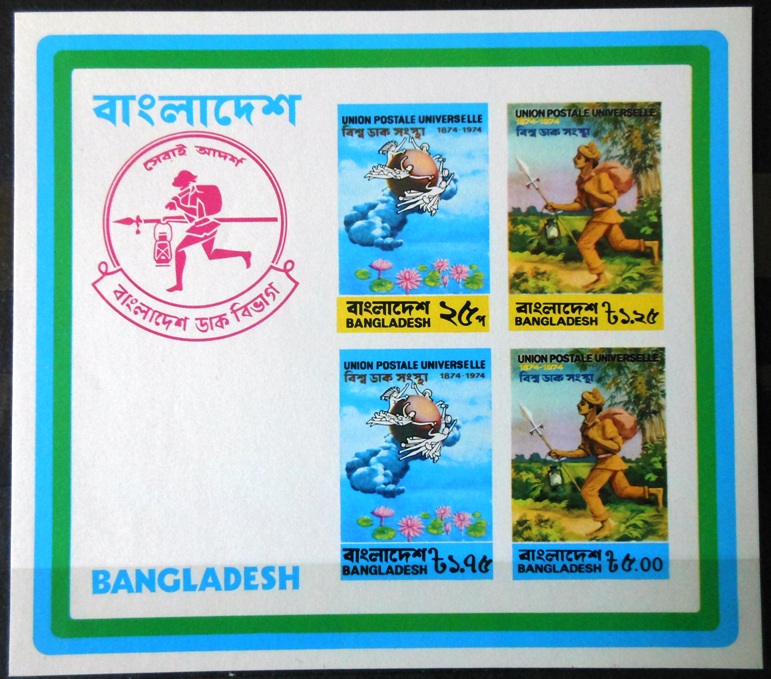 বাংলাদেশ
সেবাই আদর্শ
বাংলাদেশ ডাক বিভাগ
UNION POSTALE UNIVERSELLE
বিশ্ব ডাক সংস্থা 1874-1974
বাংলাদেশ ২৫প
BANGLADESH
UNION POSTALE UNIVERSELLE
1874-1974
বিশ্ব ডাক সংস্থা
বাংলাদেশ ৳১.২৫
BANGLADESH
UNION POSTALE UNIVERSELLE
বিশ্ব ডাক সংস্থা 1874-1974
বাংলাদেশ ৳১.৭৫
BANGLADESH
UNION POSTALE UNIVERSELLE
1874-1974
বিশ্ব ডাক সংস্থা
বাংলাদেশ ৳৫.00
BANGLADESH
BANGLADESH